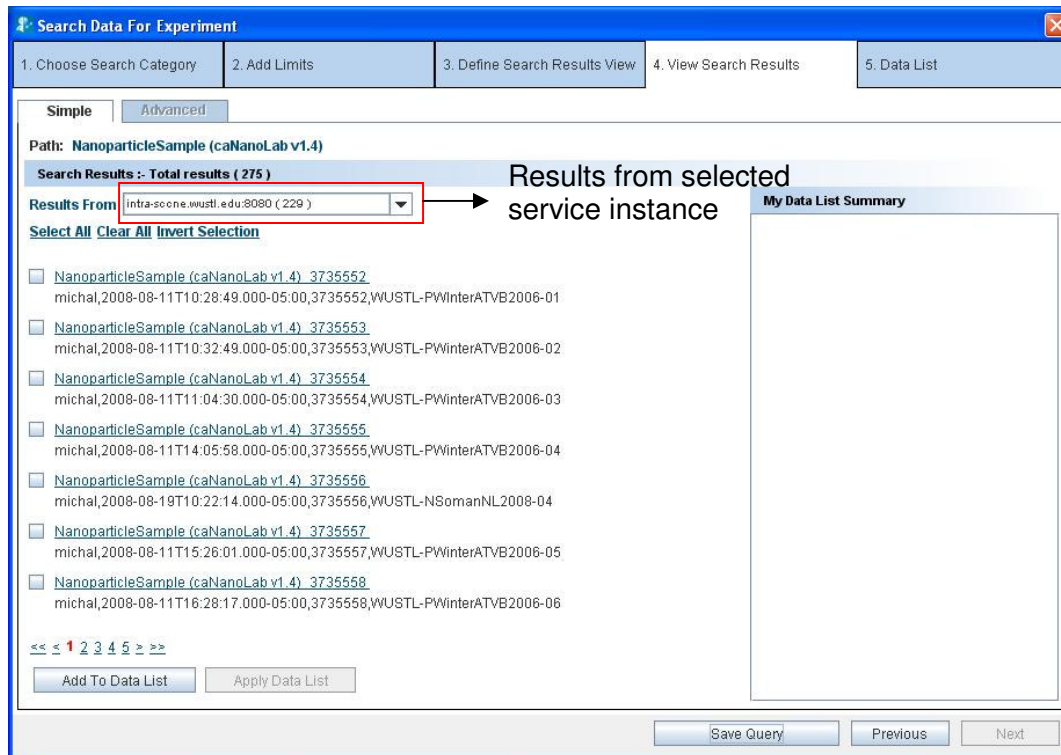 Search Data For Experiment
1. Choose Search Category
2. Add Limits
3. Define Search Results View
4. View Search Results
5. Data List
Simple
Advanced
Path: NanoparticleSample (caNanoLab v1.4)
Search Results :- Total results ( 275 )
Results From
intra-sccne.wustl.edu:8080 ( 229 )
Results from selected
service instance
My Data List Summary
Select All Clear All Invert Selection
NanoparticleSample (caNanoLab v1.4)_3735552
michal,2008-08-11T10:28:49.000-05:00,3735552,WUSTL-PWInterATVB2006-01
NanoparticleSample (caNanoLab v1.4)_3735553
michal,2008-08-11T10:32:49.000-05:00,3735553,WUSTL-PWinterATVB2006-02
NanoparticleSample (caNanoLab v1.4)_3735554
michal,2008-08-11T11:04:30.000-05:00,3735554,WUSTL-PWinterATVB2006-03
NanoparticleSample (caNanoLab v1.4)_3735555
michal,2008-08-11T14:05:58.000-05:00,3735555,WUSTL-PWinterATVB2006-04
NanoparticleSample (caNanoLab v1.4)_3735556
michal,2008-08-19T10:22:14.000-05:00,3735556,WUSTL-NSomanNL2008-04
NanoparticleSample (caNanoLab v1.4)_3735557
michal,2008-08-11T15:26:01.000-05:00,3735557,WUSTL-PWinterATVB2006-05
NanoparticleSample (caNanoLab v1.4)_3735558
michal,2008-08-11T16:28:17.000-05:00,3735558,WUSTL-PWinterATVB2006-06
<< < 1 2 3 4 5 > >>
Add To Data List
Apply Data List
Save Query
Previous
Next